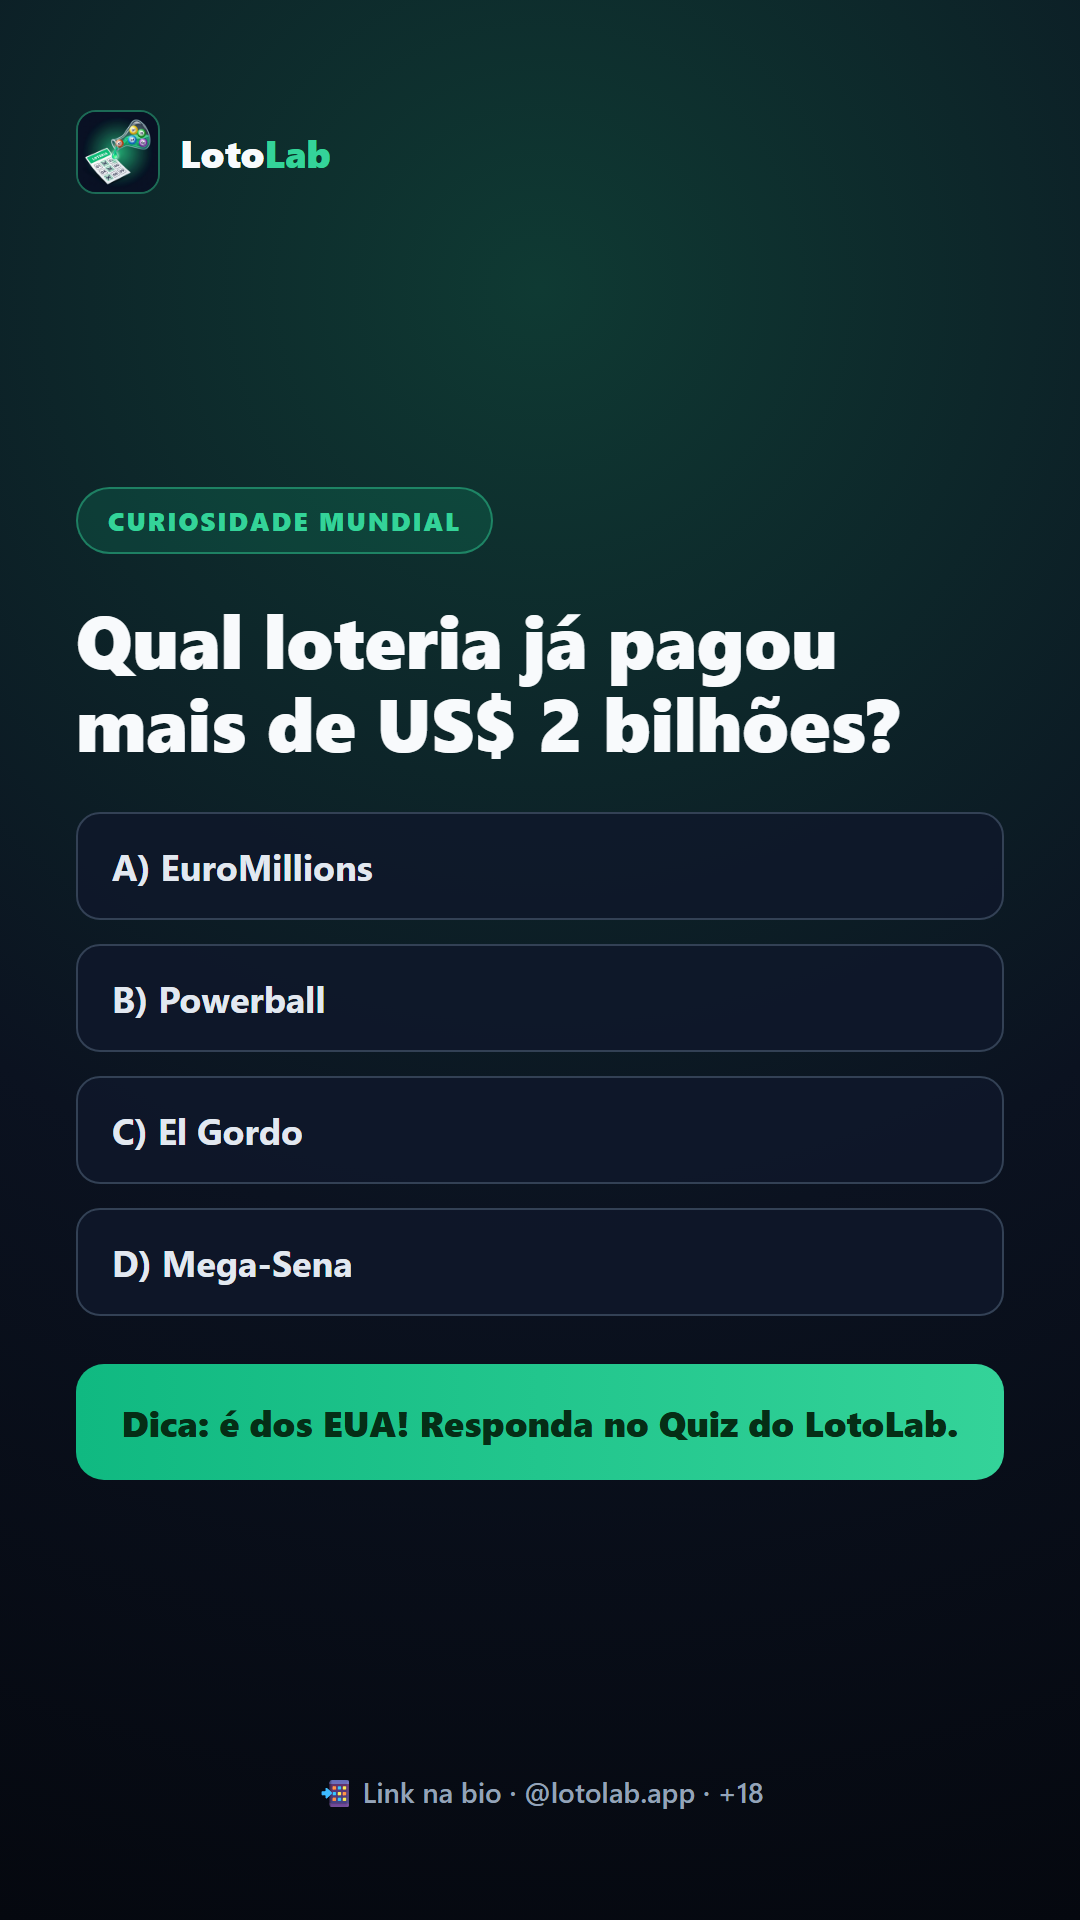 LotoLab
CURIOSIDADE MUNDIAL
Qual loteria já pagou
mais de US$ 2 bilhões?
A) EuroMillions
B) Powerball
C) El Gordo
D) Mega-Sena
Dica: é dos EUA! Responda no Quiz do LotoLab.
📲 Link na bio · @lotolab.app · +18